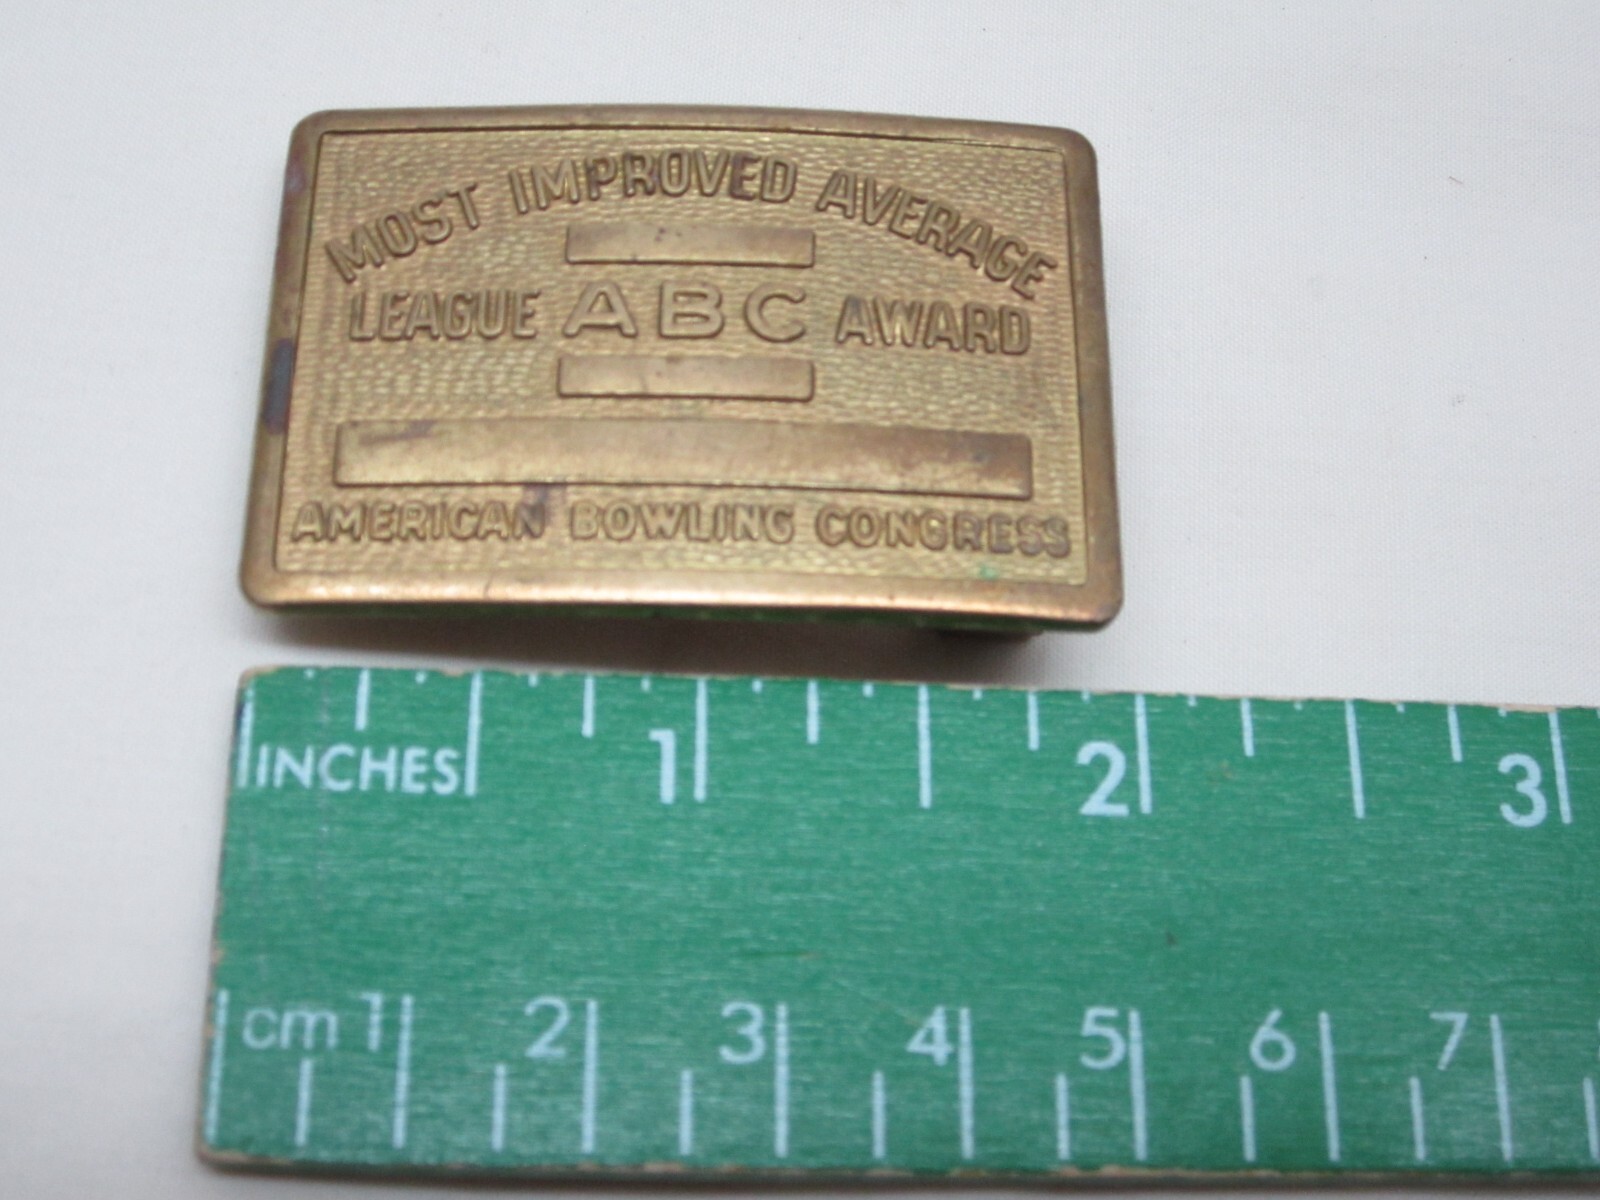 MOST IMPROVED AVERAGE
LEAGUE ABC AWARD
AMERICAN BOWLING CONGRESS
INCHES 1 2 3
cm 1 2 3 4 5 6 7